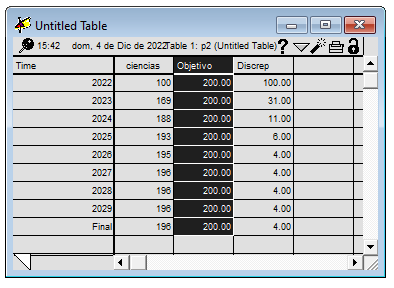 Untitled Table
15:42 dom, 4 de Dic de 2022Table 1: p2 (Untitled Table) ?
Time ciencias Objetivo Discrep
2022 100 200.00 100.00
2023 169 200.00 31.00
2024 188 200.00 11.00
2025 193 200.00 6.00
2026 195 200.00 4.00
2027 196 200.00 4.00
2028 196 200.00 4.00
2029 196 200.00 4.00
Final 196 200.00 4.00